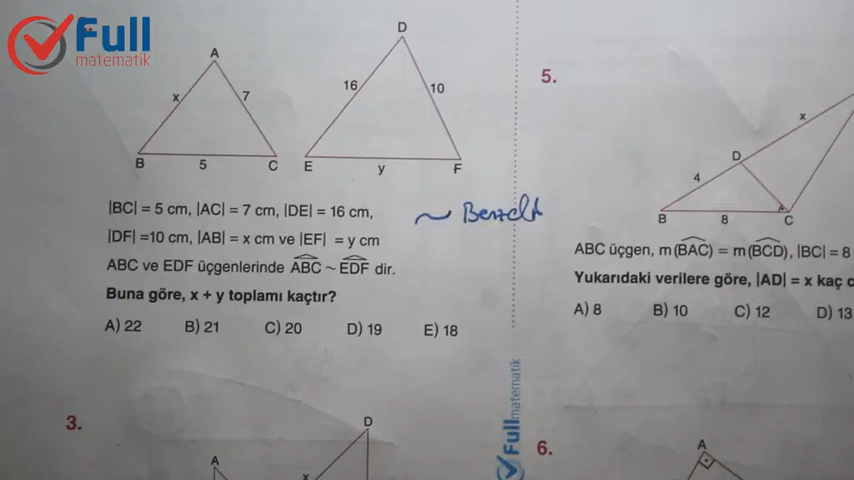 Full
matematik
A
x
7
B
5
C
D
16
10
E
y
F
|BC| = 5 cm, |AC| = 7 cm, |DE| = 16 cm,
|DF| =10 cm, |AB| = x cm ve |EF| = y cm
ABC ve EDF üçgenlerinde ABC ~ EDF dir.
Buna göre, x + y toplamı kaçtır?
A) 22 B) 21 C) 20 D) 19 E) 18
~
3.
D
A
x
Fullmatematik
5.
x
D
4
B
8
C
ABC üçgen, m(BAC) = m(BCD), |BC| = 8
Yukarıdaki verilere göre, |AD| = x kaç c
A) 8 B) 10 C) 12 D) 13
6.
A